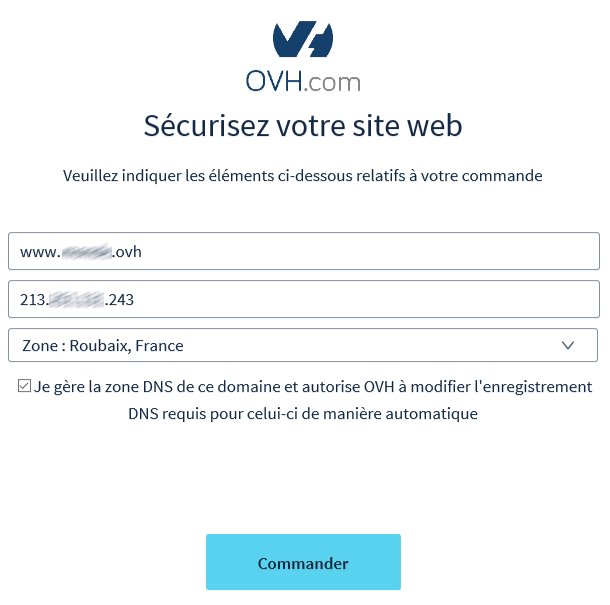 OVH.com
Sécurisez votre site web
Veuillez indiquer les éléments ci-dessous relatifs à votre commande
www. .ovh
213. .243
Zone : Roubaix, France
Je gère la zone DNS de ce domaine et autorise OVH à modifier l'enregistrement
DNS requis pour celui-ci de manière automatique
Commander